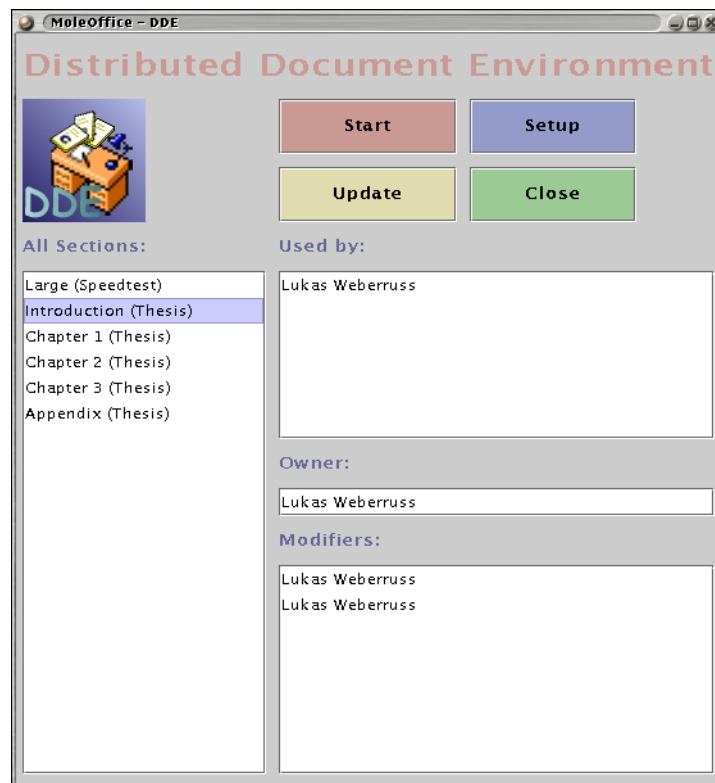 MoleOffice - DDE
Distributed Document Environment
DDE
Start
Setup
Update
Close
All Sections:
Large (Speedtest)
Introduction (Thesis)
Chapter 1 (Thesis)
Chapter 2 (Thesis)
Chapter 3 (Thesis)
Appendix (Thesis)
Used by:
Lukas Weberruss
Owner:
Lukas Weberruss
Modifiers:
Lukas Weberruss
Lukas Weberruss